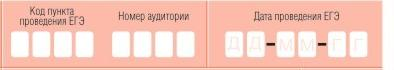 Код пункта
проведения ЕГЭ
Номер аудитории
Дата проведения ЕГЭ
Д Д - М М - Г Г